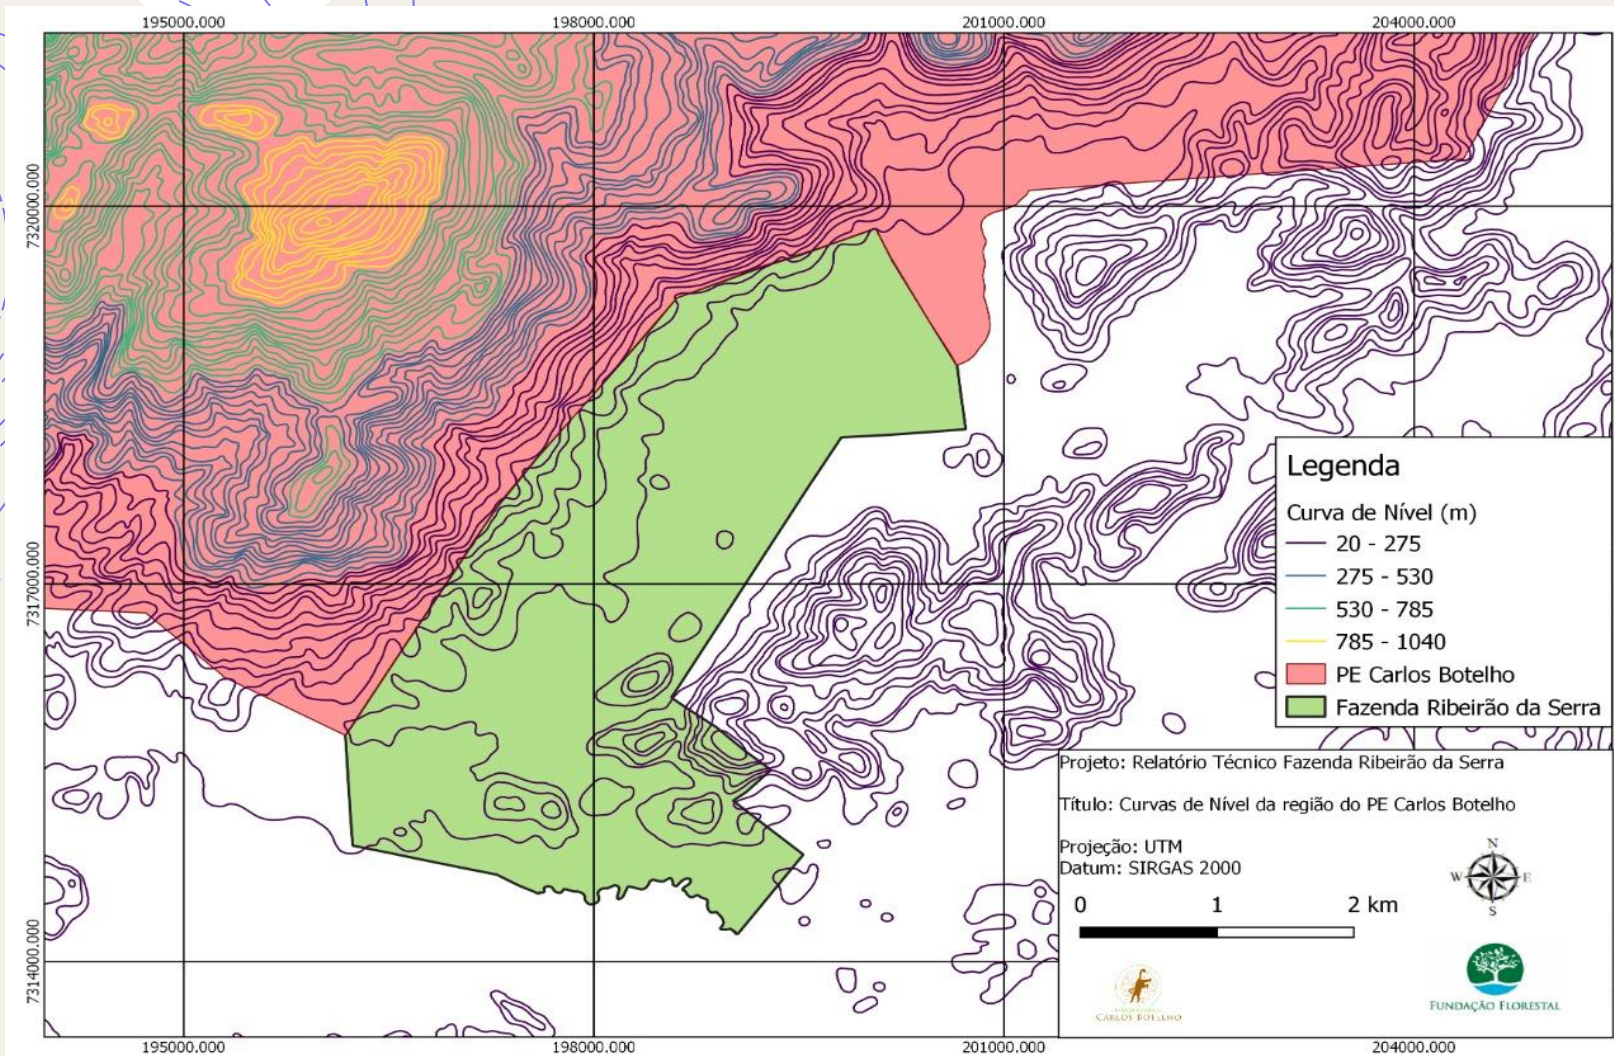 195000.000 198000.000 201000.000 204000.000
7320000.000
7317000.000
7314000.000
Legenda
Curva de Nível (m)
20 - 275
275 - 530
530 - 785
785 - 1040
PE Carlos Botelho
Fazenda Ribeirão da Serra
Projeto: Relatório Técnico Fazenda Ribeirão da Serra
Título: Curvas de Nível da região do PE Carlos Botelho
Projeção: UTM
Datum: SIRGAS 2000
0 1 2 km
N
W E
S
CARLOS BOTELHO
FUNDAÇÃO FLORESTAL
195000.000 198000.000 201000.000 204000.000